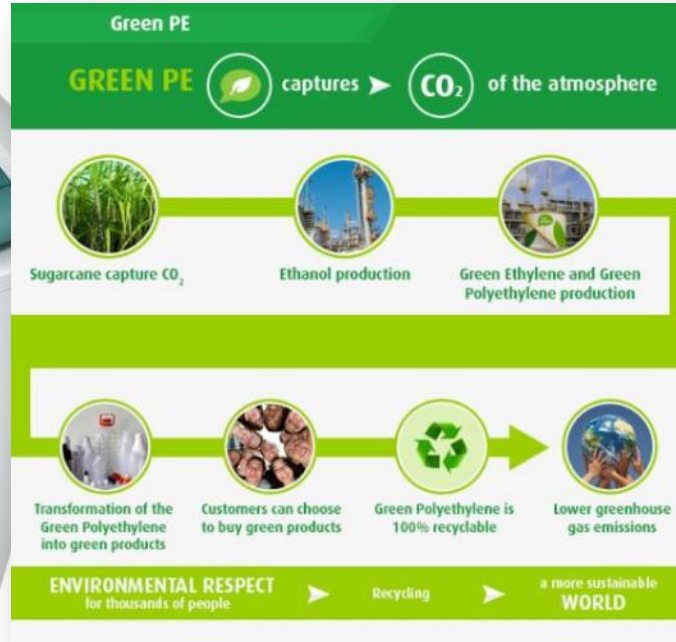 Green PE
GREEN PE captures CO₂ of the atmosphere
Sugarcane capture CO₂
Ethanol production
Green Ethylene and Green
Polyethylene production
Transformation of the
Green Polyethylene
into green products
Customers can choose
to buy green products
Green Polyethylene is
100% recyclable
Lower greenhouse
gas emissions
ENVIRONMENTAL RESPECT
for thousands of people
Recycling
a more sustainable
WORLD